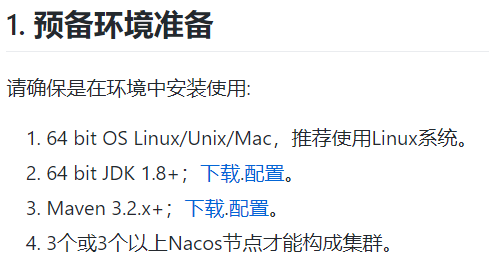 1. 预备环境准备
请确保是在环境中安装使用:
1. 64 bit OS Linux/Unix/Mac，推荐使用Linux系统。
2. 64 bit JDK 1.8+；下载.配置。
3. Maven 3.2.x+；下载.配置。
4. 3个或3个以上Nacos节点才能构成集群。